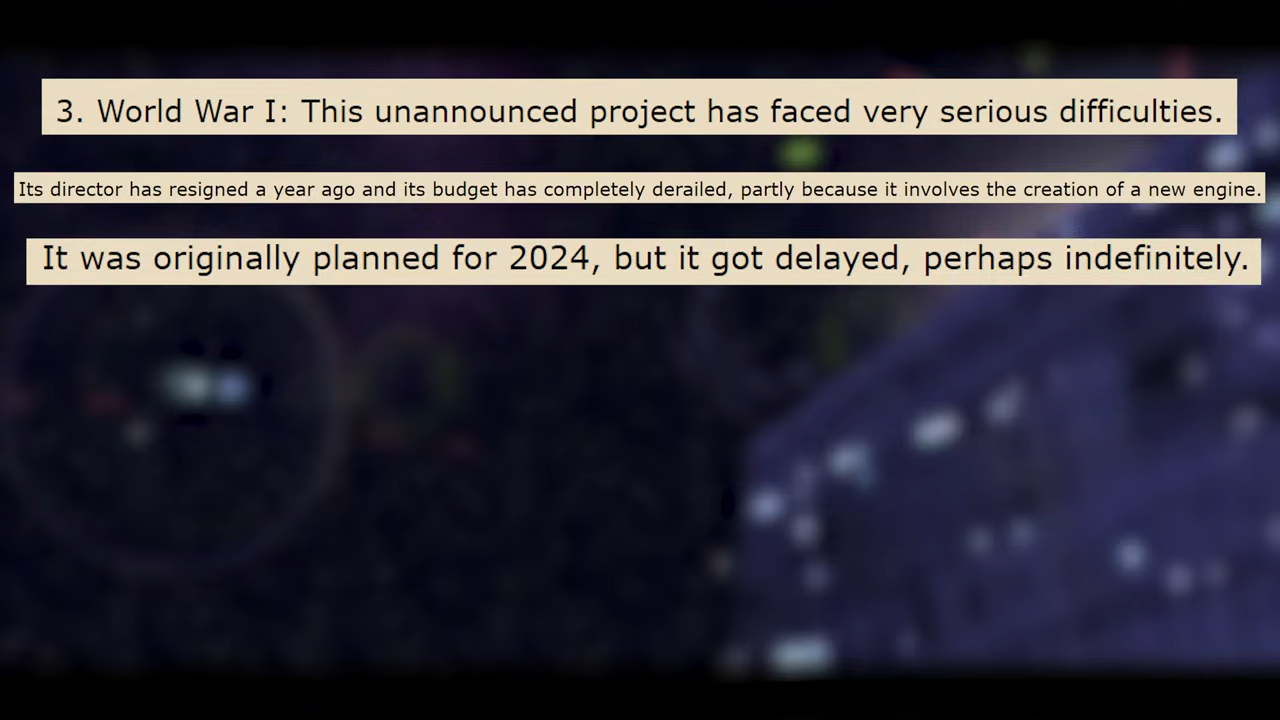 3. World War I: This unannounced project has faced very serious difficulties.
Its director has resigned a year ago and its budget has completely derailed, partly because it involves the creation of a new engine.
It was originally planned for 2024, but it got delayed, perhaps indefinitely.